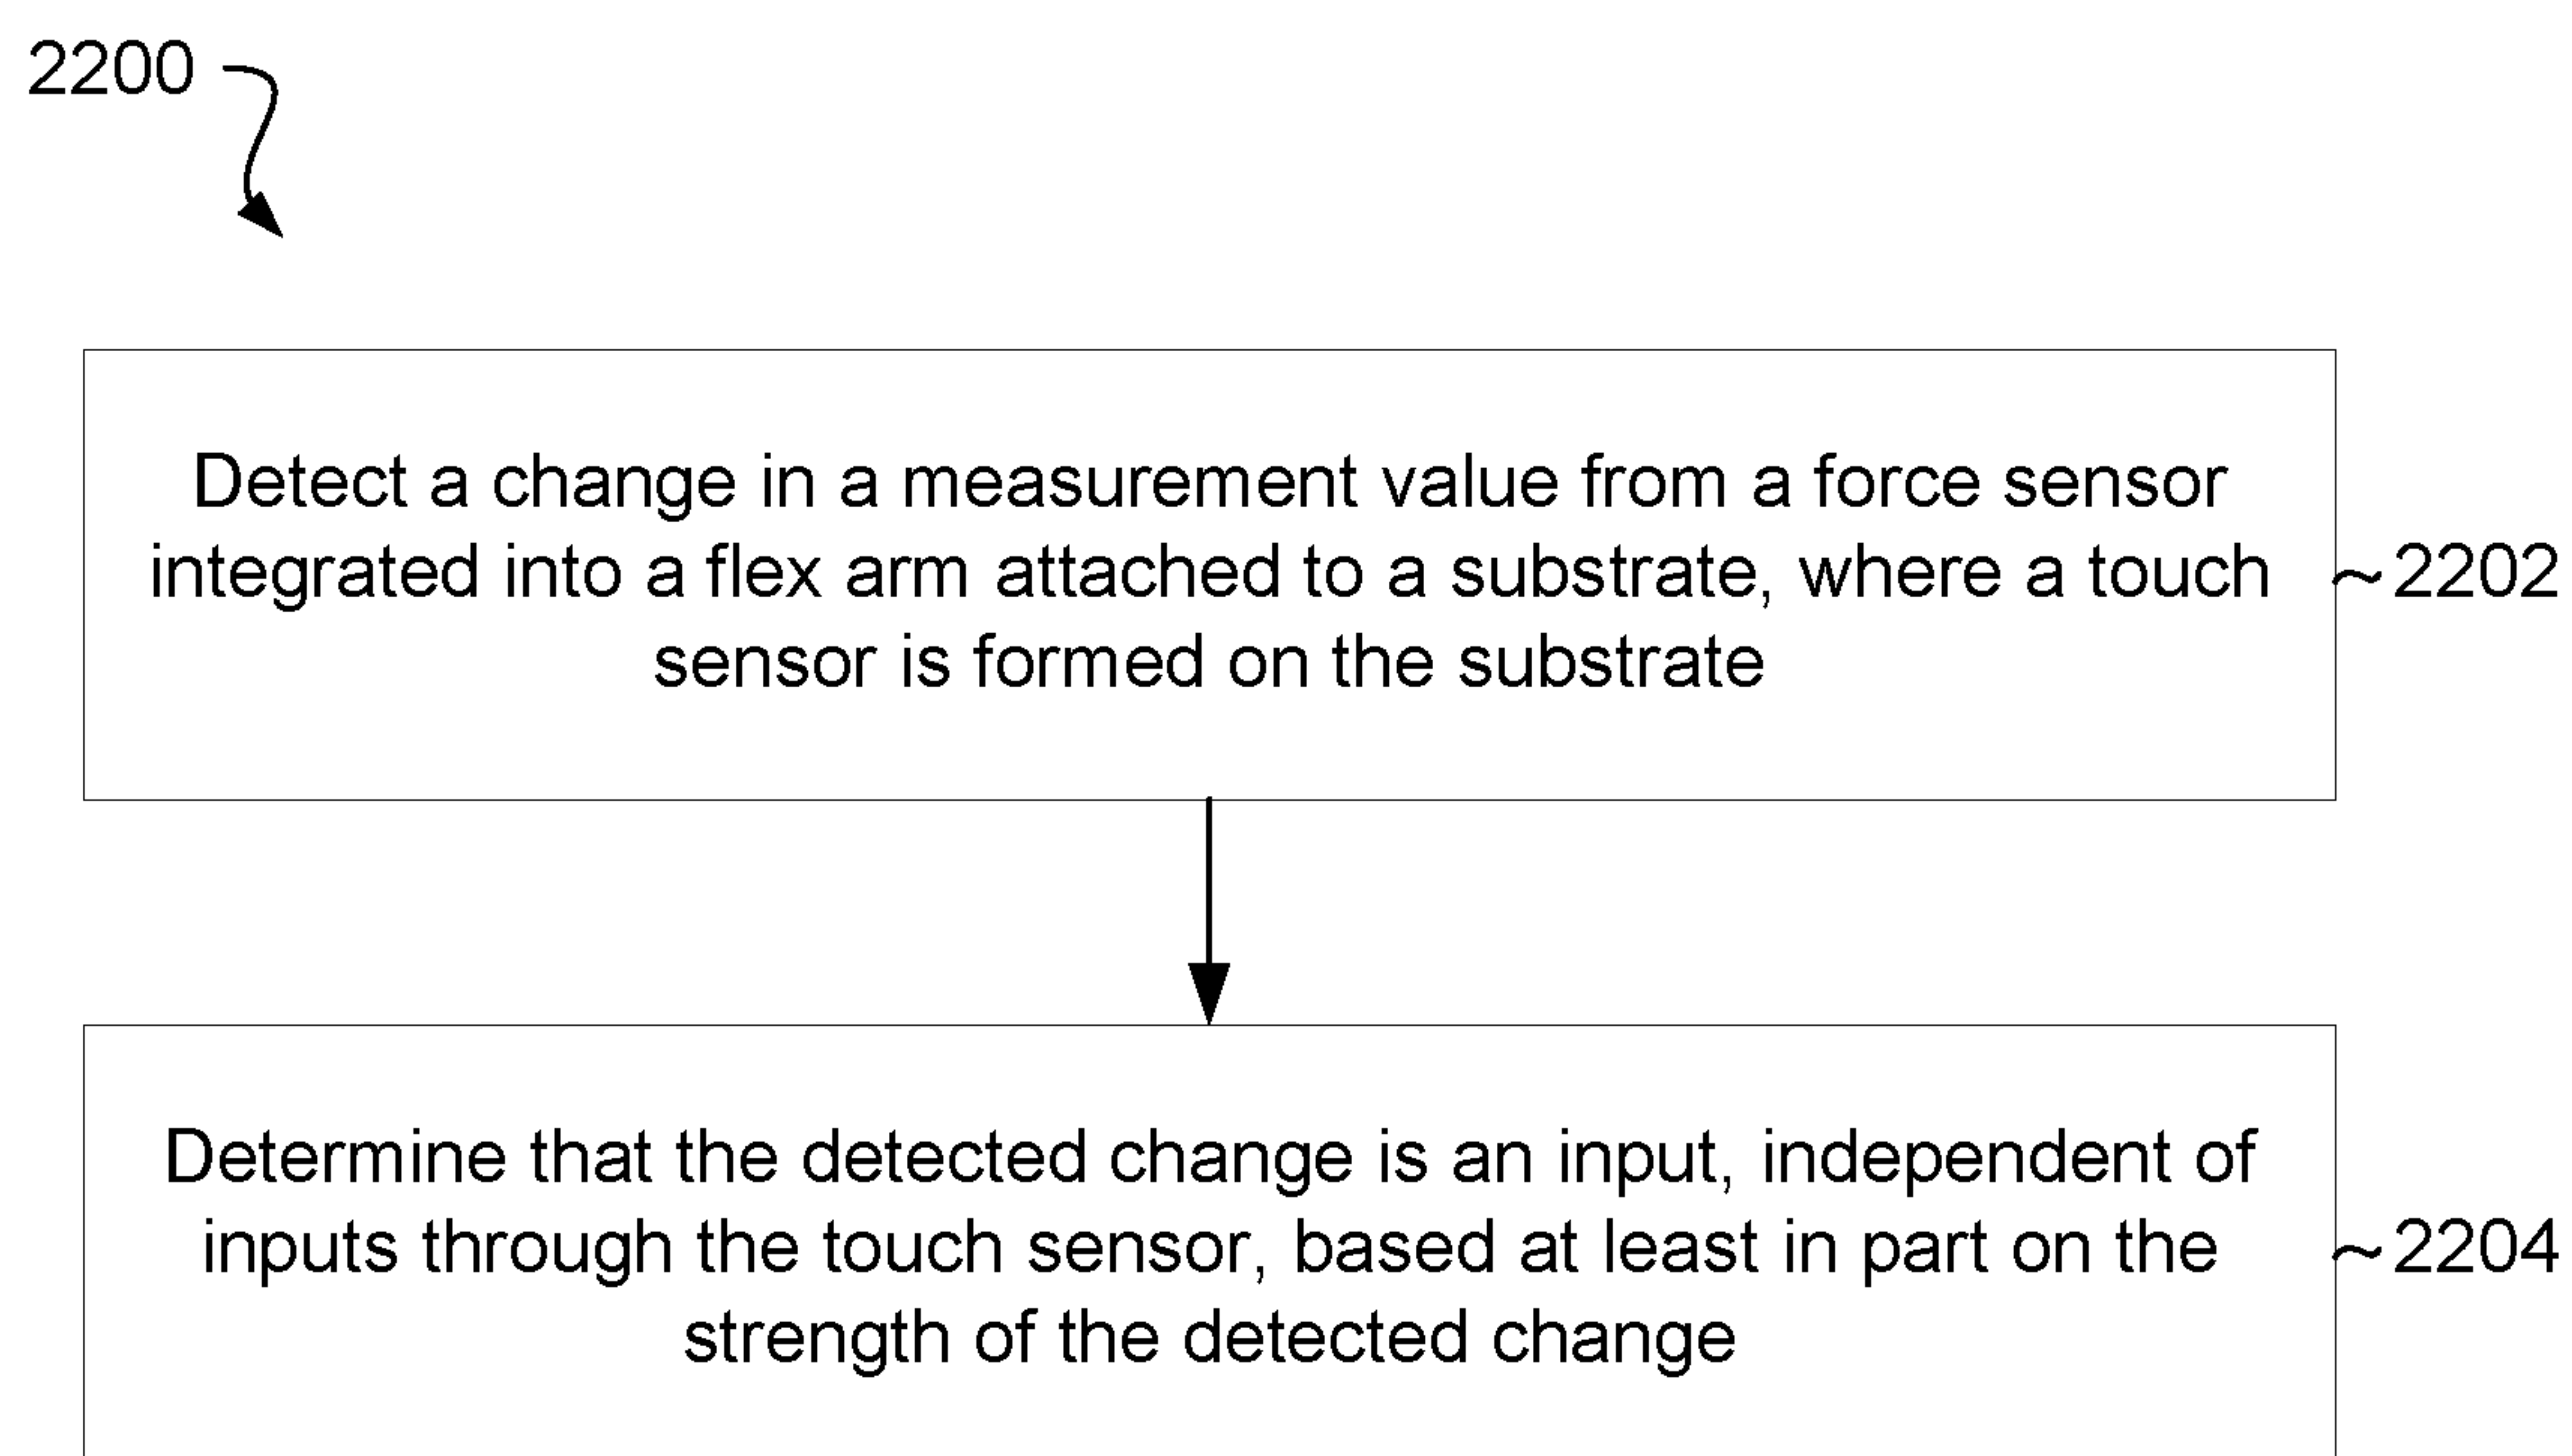 2200
Detect a change in a measurement value from a force sensor
integrated into a flex arm attached to a substrate, where a touch
sensor is formed on the substrate
~2202
Determine that the detected change is an input, independent of
inputs through the touch sensor, based at least in part on the
strength of the detected change
~2204